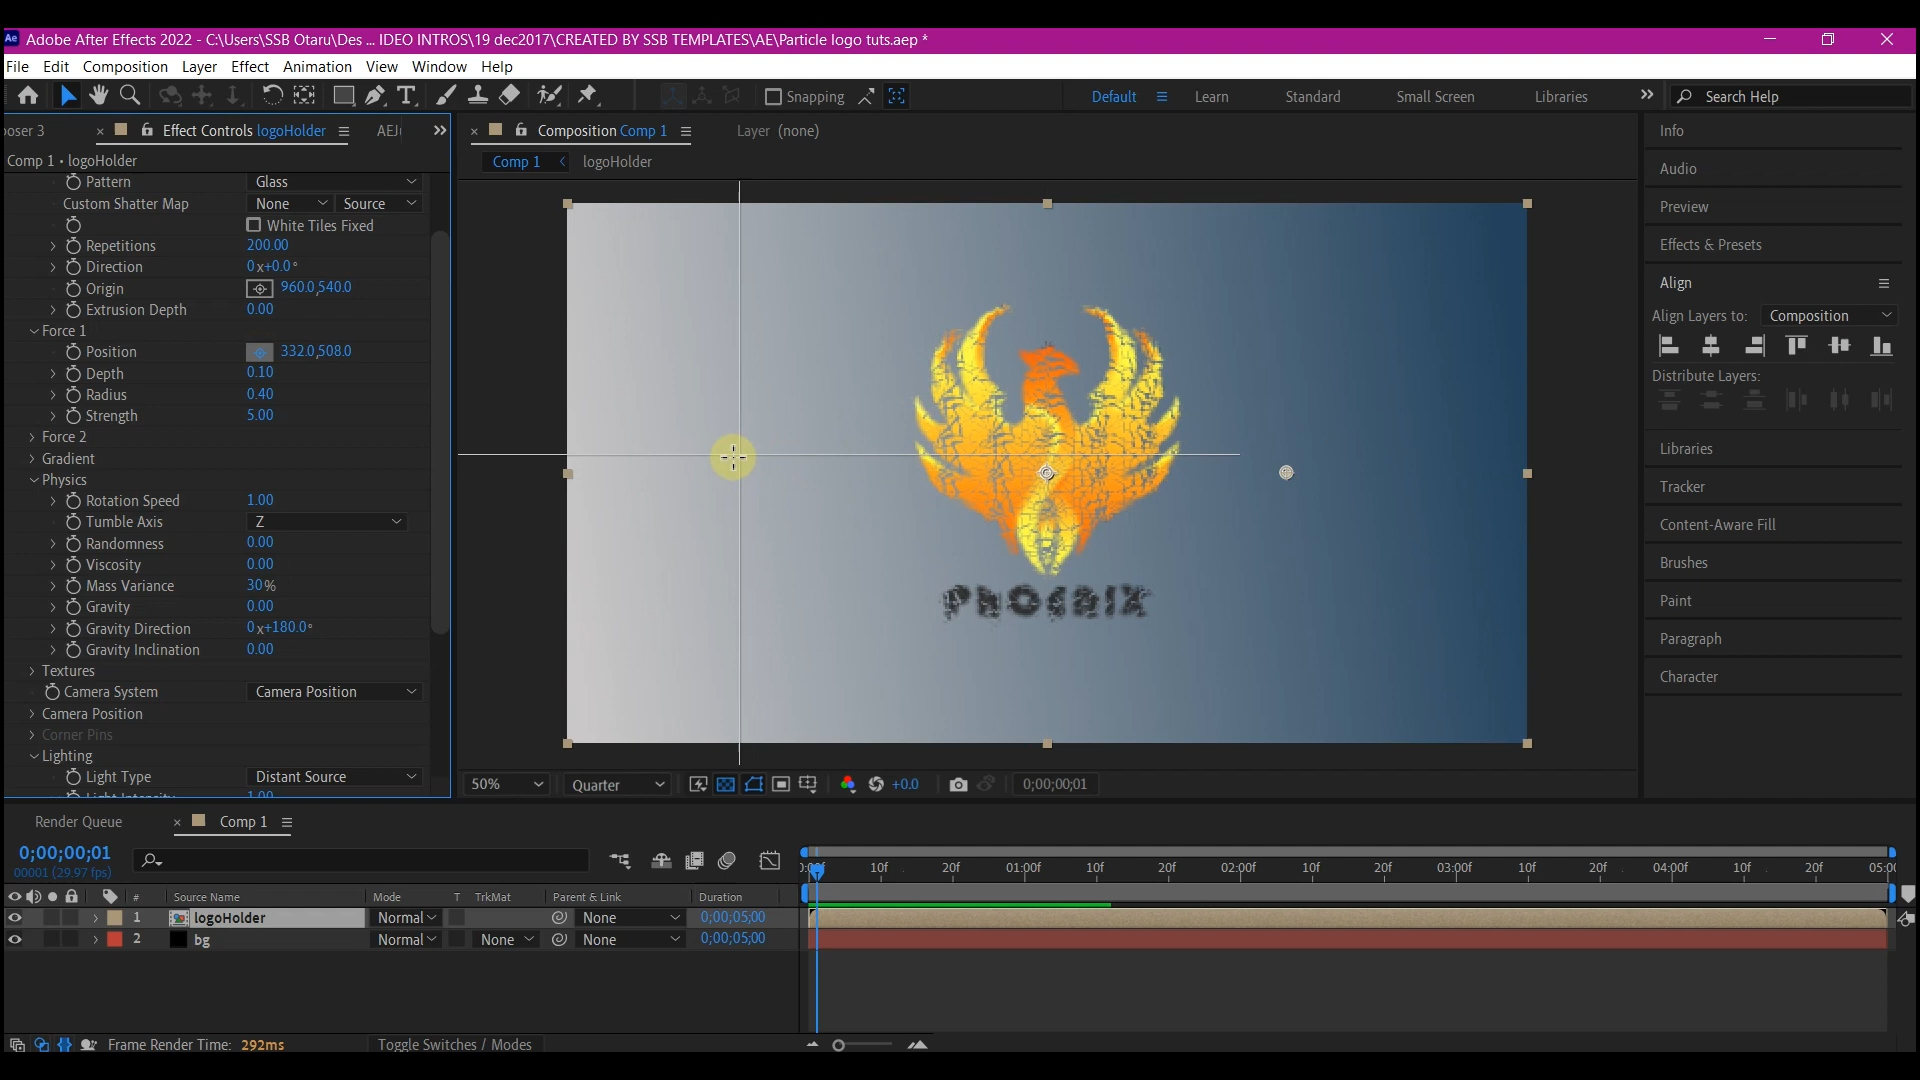 Ae Adobe After Effects 2022 - C:\Users\SSB Otaru\Des ... IDEO INTROS\19 dec2017\CREATED BY SSB TEMPLATES\AE\Particle logo tuts.aep *
File Edit Composition Layer Effect Animation View Window Help
Snapping
Default Learn Standard Small Screen Libraries Search Help
oser 3 Effect Controls logoHolder
Composition Comp 1 Layer (none)
Comp 1 • logoHolder
Comp 1 logoHolder
Pattern Glass
Custom Shatter Map None Source
White Tiles Fixed
Repetitions 200.00
Direction 0x+0.0°
Origin 960.0,540.0
Extrusion Depth 0.00
Force 1
Position 332.0,508.0
Depth 0.10
Radius 0.40
Strength 5.00
Force 2
Gradient
Physics
Rotation Speed 1.00
Tumble Axis Z
Randomness 0.00
Viscosity 0.00
Mass Variance 30%
Gravity 0.00
Gravity Direction 0x+180.0°
Gravity Inclination 0.00
Textures
Camera System Camera Position
Camera Position
Corner Pins
Lighting
Light Type Distant Source
Light Intensity 1.00
PHOENIX
50% Quarter +0.0 0;00;00;01
Info
Audio
Preview
Effects & Presets
Align
Align Layers to: Composition
Distribute Layers:
Libraries
Tracker
Content-Aware Fill
Brushes
Paint
Paragraph
Character
Render Queue Comp 1
0;00;00;01
00001 (29.97 fps)
10f 20f 01:00f 10f 20f 02:00f 10f 20f 03:00f 10f 20f 04:00f 10f 20f
# Source Name Mode T TrkMat Parent & Link Duration
1 logoHolder Normal None 0;00;05;00
2 bg Normal None None 0;00;05;00
Frame Render Time: 292ms Toggle Switches / Modes